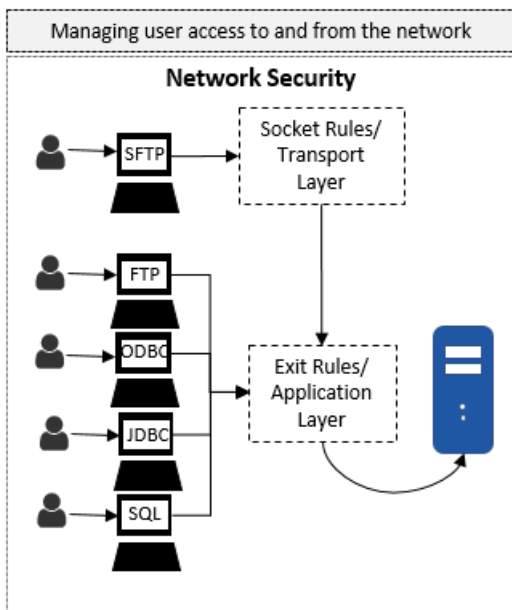 Managing user access to and from the network
Network Security
SFTP
Socket Rules/
Transport
Layer
FTP
ODBC
Exit Rules/
Application
Layer
JDBC
SQL